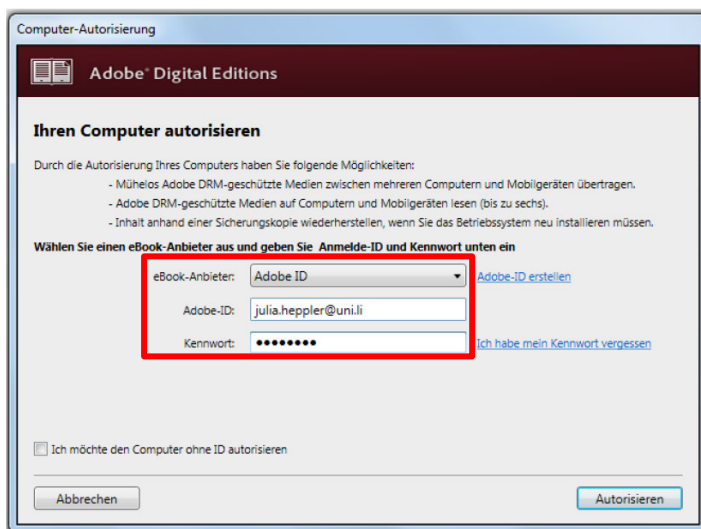 Computer-Autorisierung
Adobe® Digital Editions
Ihren Computer autorisieren
Durch die Autorisierung Ihres Computers haben Sie folgende Möglichkeiten:
- Mühelos Adobe DRM-geschützte Medien zwischen mehreren Computern und Mobilgeräten übertragen.
- Adobe DRM-geschützte Medien auf Computern und Mobilgeräten lesen (bis zu sechs).
- Inhalt anhand einer Sicherungskopie wiederherstellen, wenn Sie das Betriebssystem neu installieren müssen.
Wählen Sie einen eBook-Anbieter aus und geben Sie Anmelde-ID und Kennwort unten ein
eBook-Anbieter: Adobe ID Adobe-ID erstellen
Adobe-ID: julia.heppler@uni.li
Kennwort: ●●●●●●●● Ich habe mein Kennwort vergessen
Ich möchte den Computer ohne ID autorisieren
Abbrechen Autorisieren